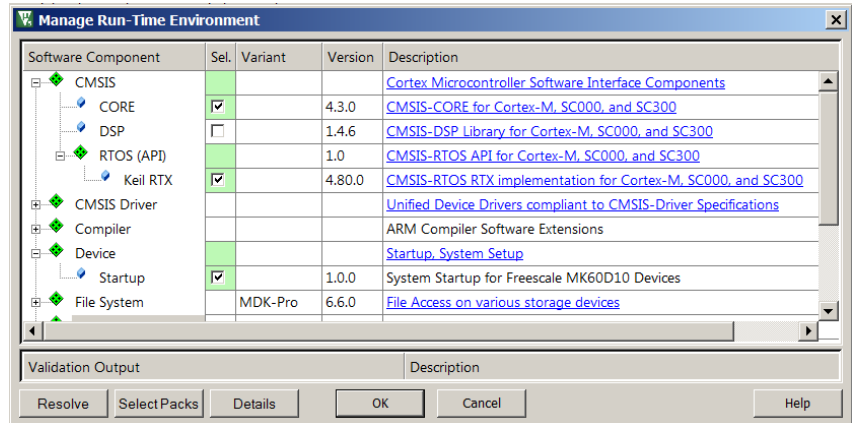 Manage Run-Time Environment
Software Component Sel. Variant Version Description
CMSIS Cortex Microcontroller Software Interface Components
CORE 4.3.0 CMSIS-CORE for Cortex-M, SC000, and SC300
DSP 1.4.6 CMSIS-DSP Library for Cortex-M, SC000, and SC300
RTOS (API) 1.0 CMSIS-RTOS API for Cortex-M, SC000, and SC300
Keil RTX 4.80.0 CMSIS-RTOS RTX implementation for Cortex-M, SC000, and SC300
CMSIS Driver Unified Device Drivers compliant to CMSIS-Driver Specifications
Compiler ARM Compiler Software Extensions
Device Startup, System Setup
Startup 1.0.0 System Startup for Freescale MK60D10 Devices
File System MDK-Pro 6.6.0 File Access on various storage devices
Validation Output Description
Resolve Select Packs Details OK Cancel Help